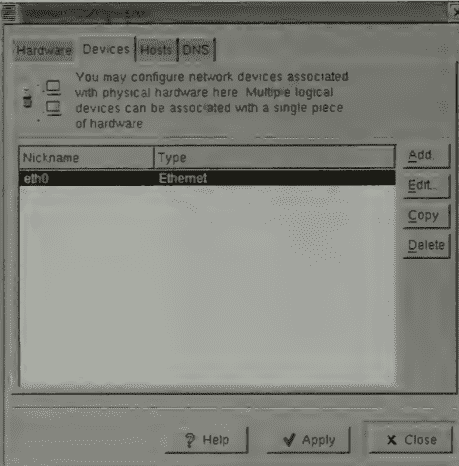 Hardware Devices Hosts DNS
You may configure network devices associated
with physical hardware here. Multiple logical
devices can be associated with a single piece
of hardware
Nickname Type
eth0 Ethernet
Add.
Edit...
Copy
Delete
? Help
Apply
X Close